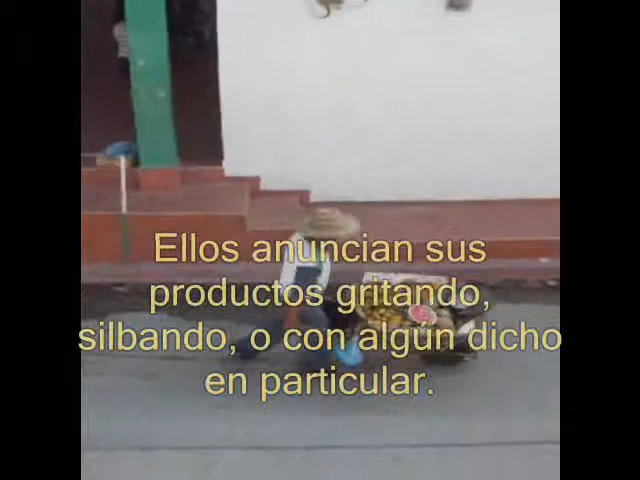 Ellos anuncian sus
productos gritando,
silbando, o con algún dicho
en particular.